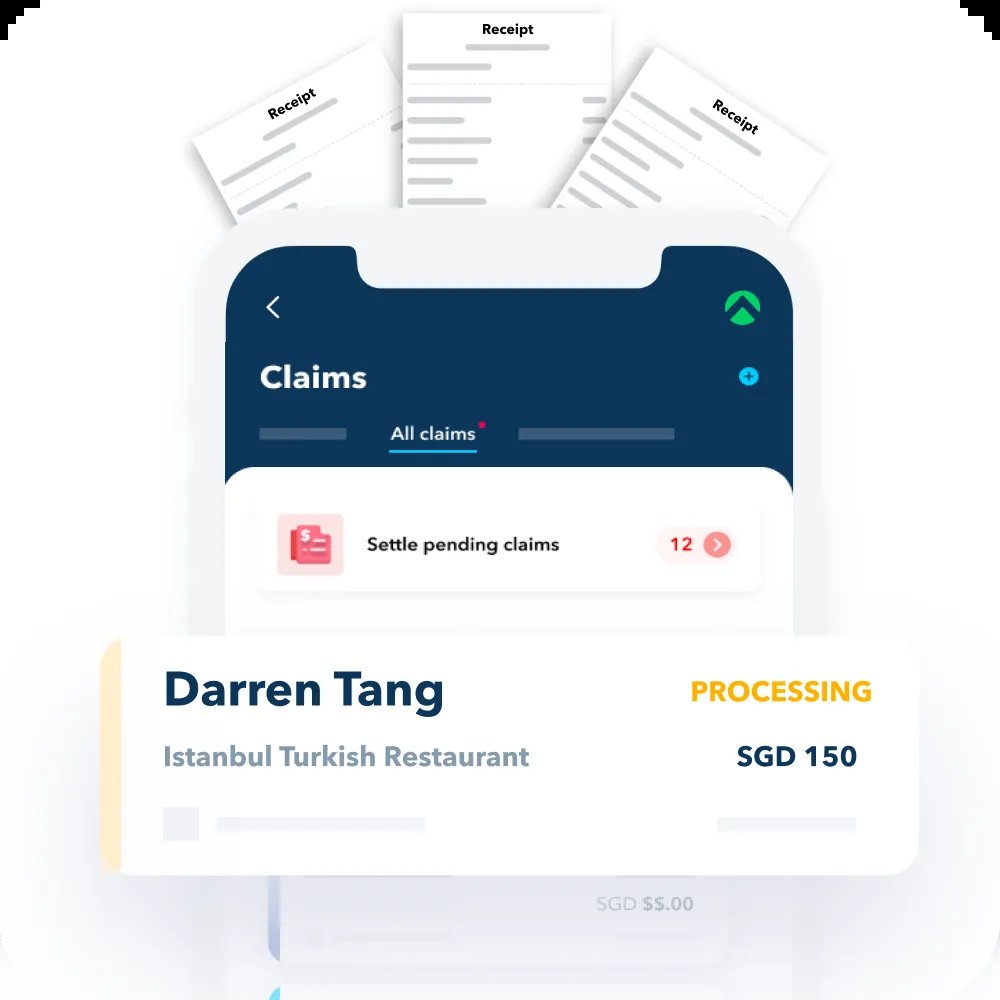 Receipt
Receipt
Receipt
Claims
All claims
$
Settle pending claims
12
Darren Tang
PROCESSING
Istanbul Turkish Restaurant
SGD 150
SGD $$.00